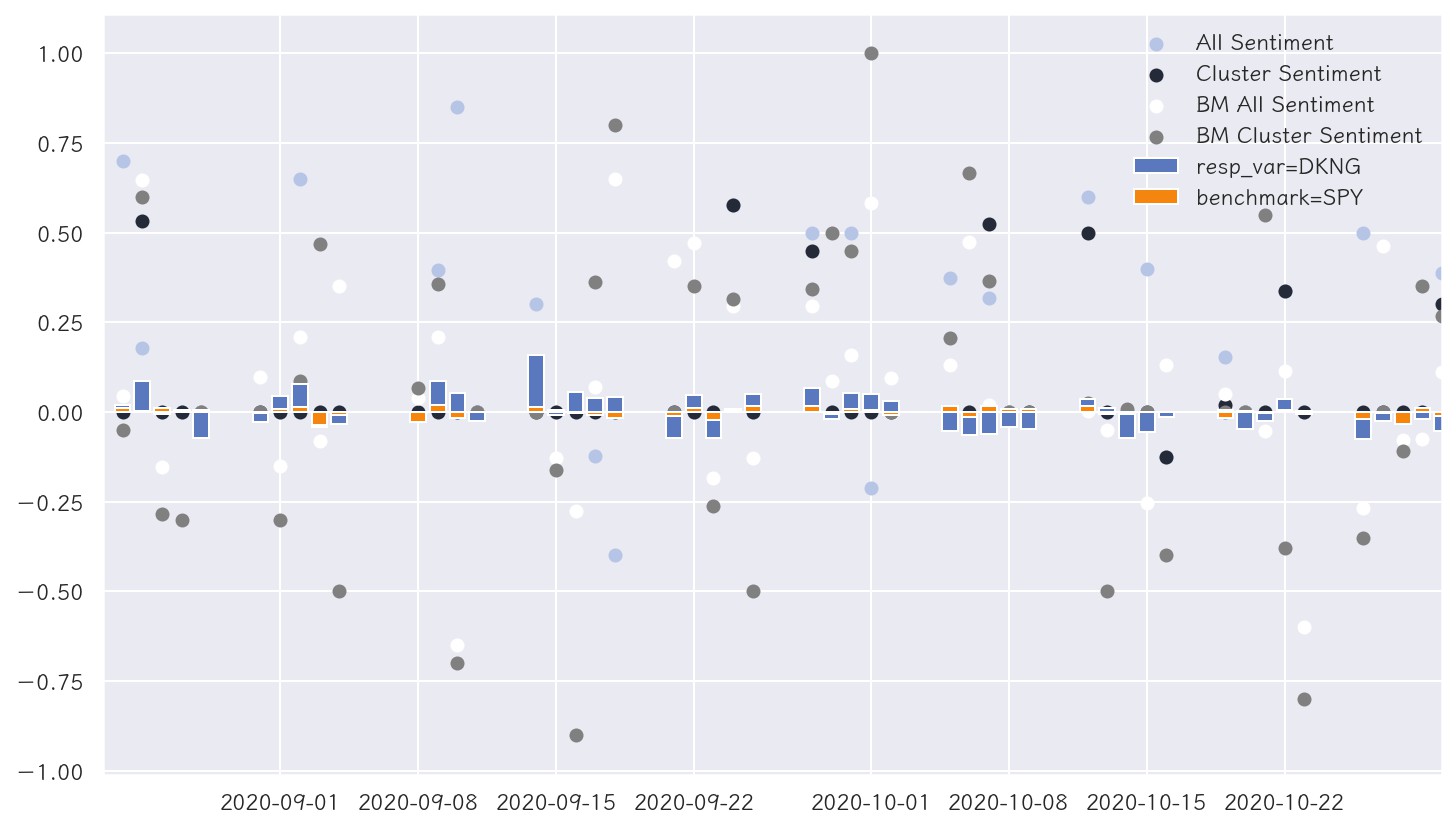 1.00
0.75
0.50
0.25
0.00
−0.25
−0.50
−0.75
−1.00
All Sentiment
Cluster Sentiment
BM All Sentiment
BM Cluster Sentiment
resp_var=DKNG
benchmark=SPY
2020-09-01 2020-09-08 2020-09-15 2020-09-22 2020-10-01 2020-10-08 2020-10-15 2020-10-22